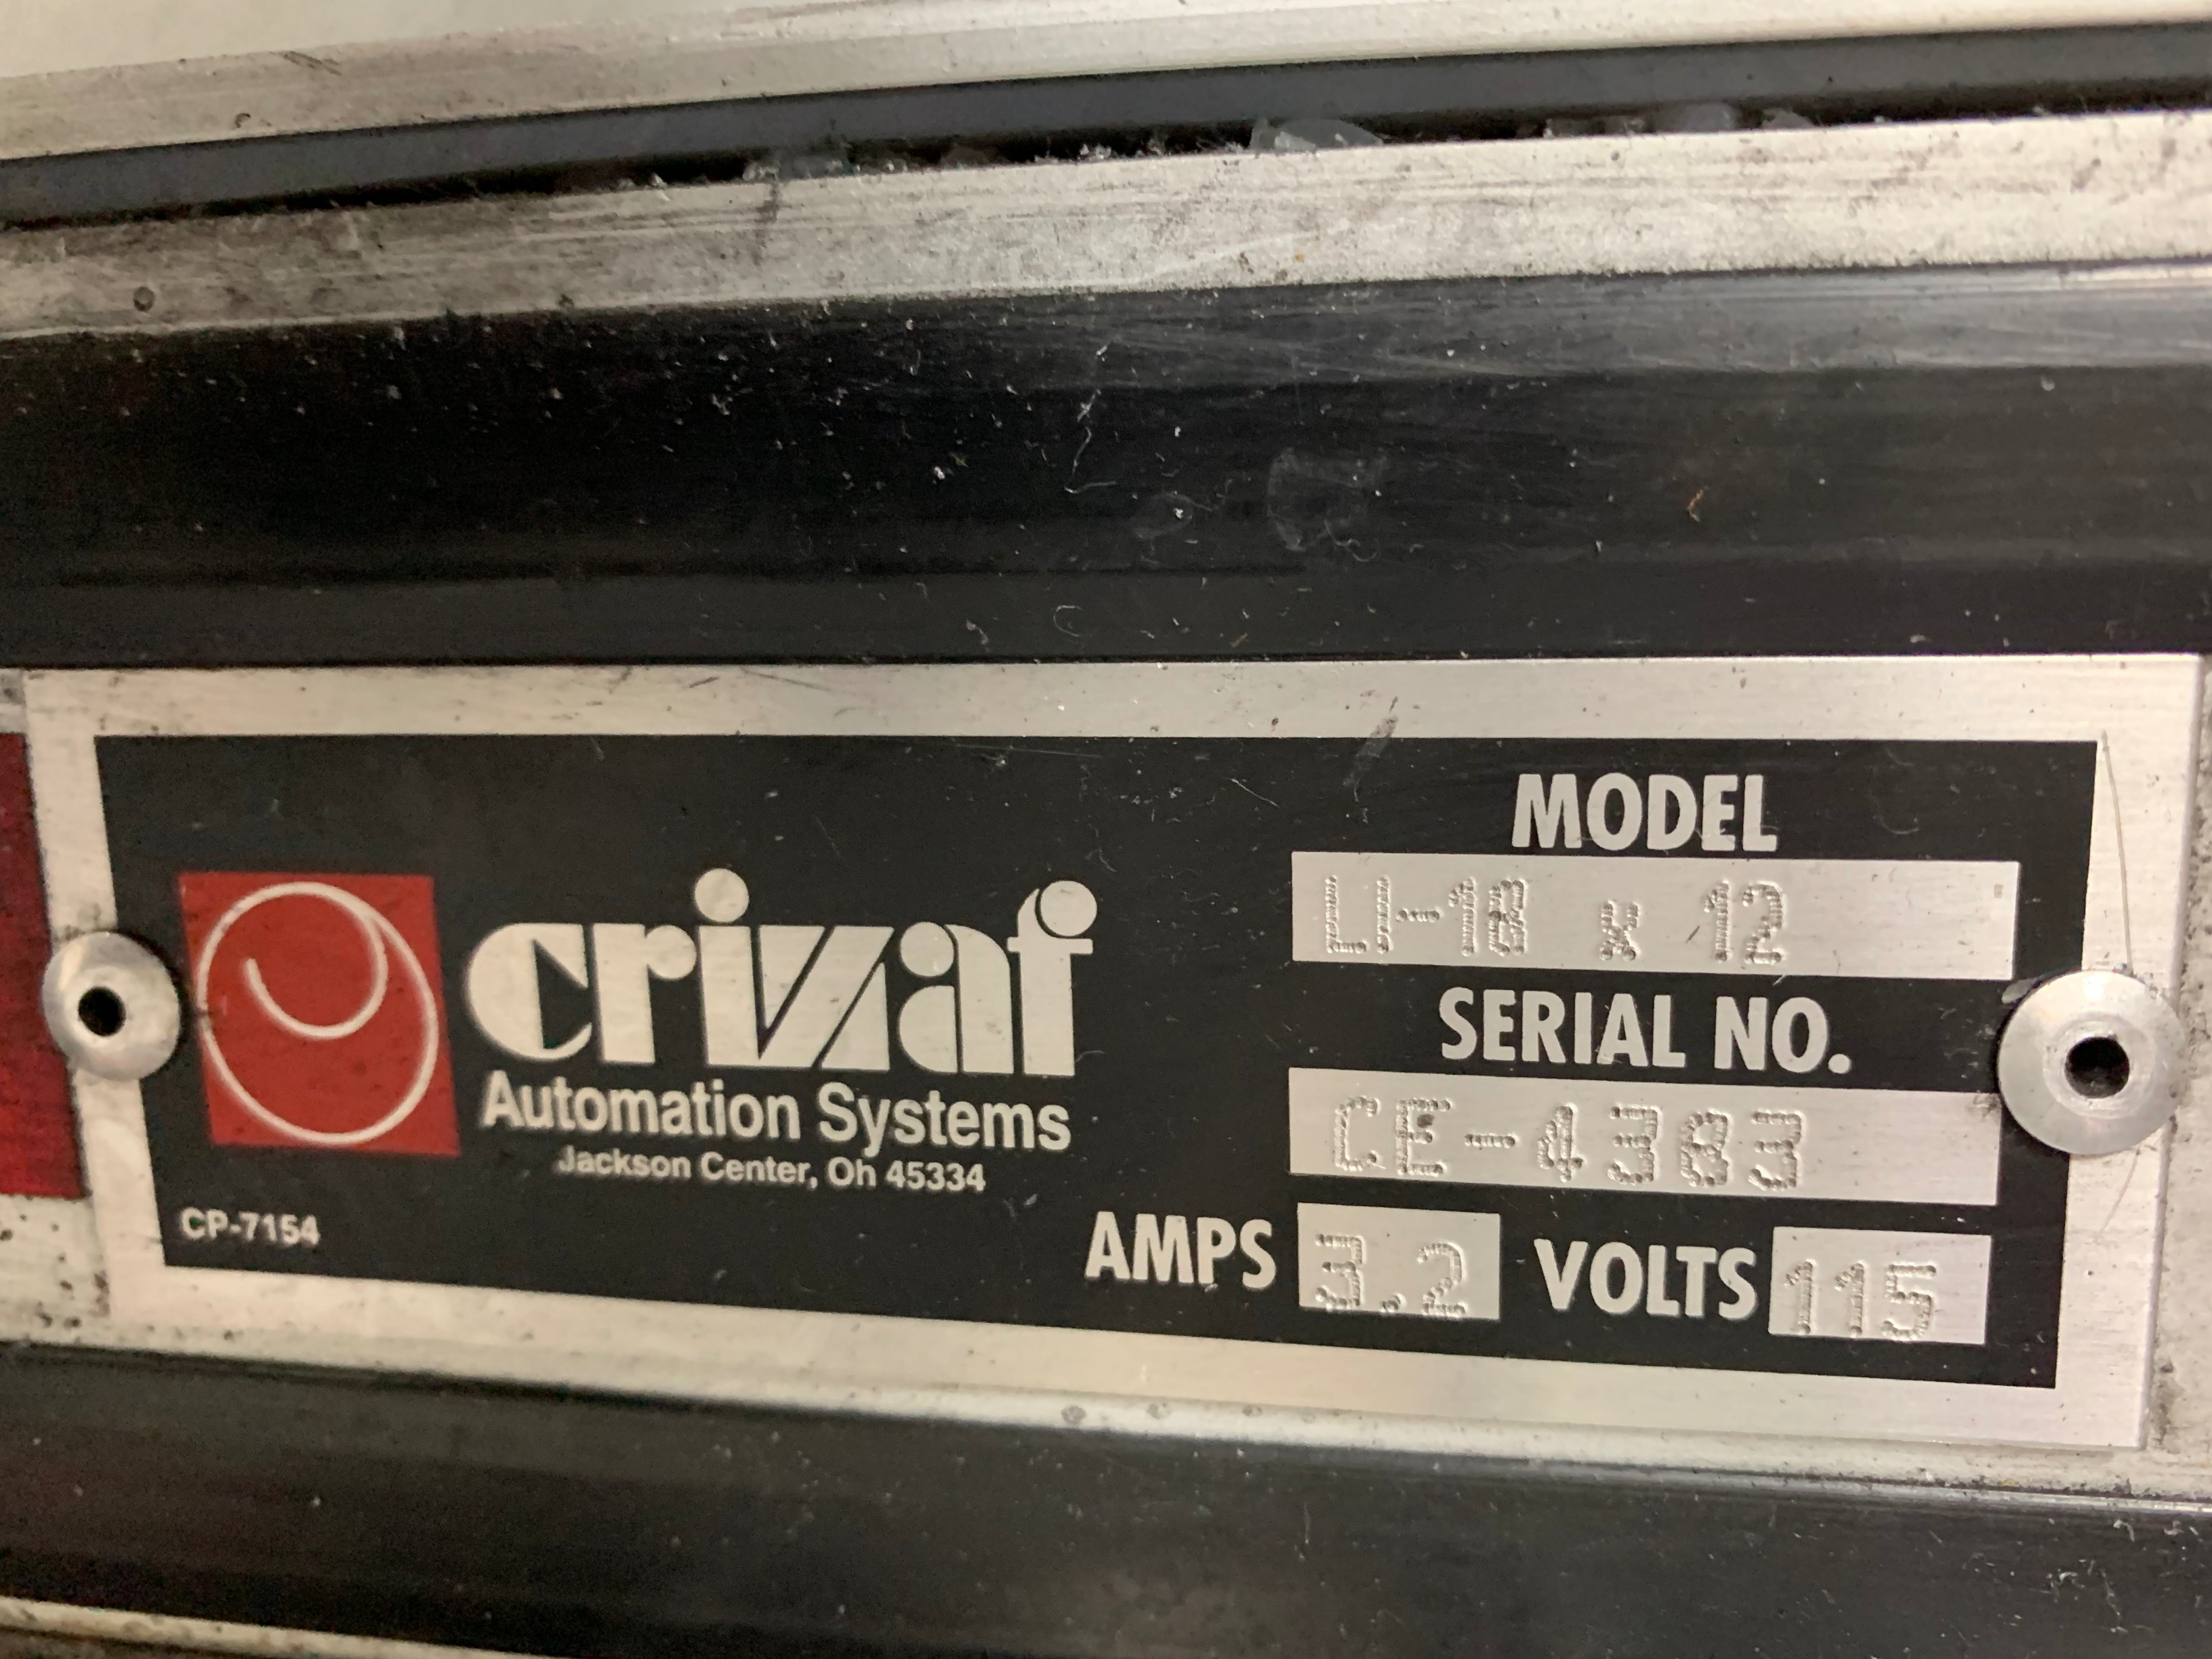 crizaf
Automation Systems
Jackson Center, Oh 45334
CP-7154
MODEL
x 12
SERIAL NO.
CE-4383
AMPS 3.2 VOLTS 115